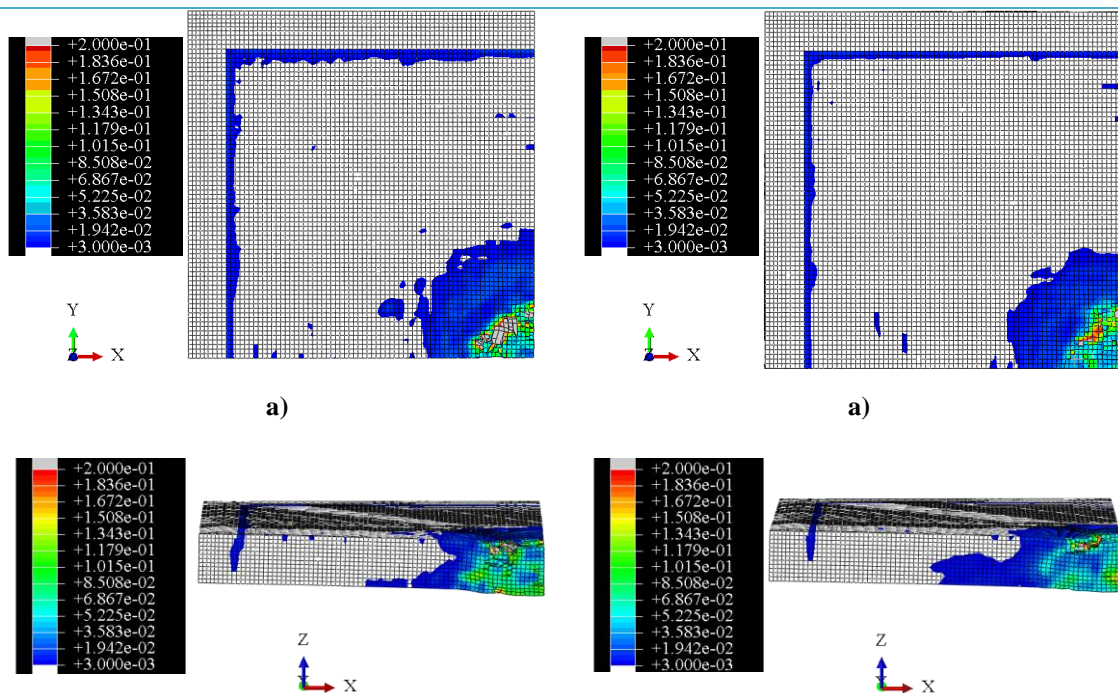 +2.000e-01
+1.836e-01
+1.672e-01
+1.508e-01
+1.343e-01
+1.179e-01
+1.015e-01
+8.508e-02
+6.867e-02
+5.225e-02
+3.583e-02
+1.942e-02
+3.000e-03
Y
Z
X
a)
+2.000e-01
+1.836e-01
+1.672e-01
+1.508e-01
+1.343e-01
+1.179e-01
+1.015e-01
+8.508e-02
+6.867e-02
+5.225e-02
+3.583e-02
+1.942e-02
+3.000e-03
Y
Z
X
a)
+2.000e-01
+1.836e-01
+1.672e-01
+1.508e-01
+1.343e-01
+1.179e-01
+1.015e-01
+8.508e-02
+6.867e-02
+5.225e-02
+3.583e-02
+1.942e-02
+3.000e-03
Z
Y
X
+2.000e-01
+1.836e-01
+1.672e-01
+1.508e-01
+1.343e-01
+1.179e-01
+1.015e-01
+8.508e-02
+6.867e-02
+5.225e-02
+3.583e-02
+1.942e-02
+3.000e-03
Z
Y
X